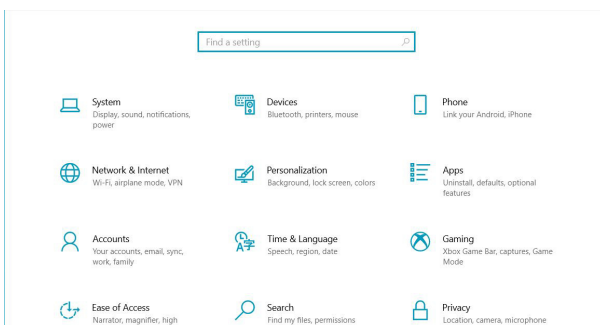 Find a setting
System
Display, sound, notifications,
power
Devices
Bluetooth, printers, mouse
Phone
Link your Android, iPhone
Network & Internet
Wi-Fi, airplane mode, VPN
Personalization
Background, lock screen, colors
Apps
Uninstall, defaults, optional
features
Accounts
Your accounts, email, sync,
work, family
Time & Language
Speech, region, date
Gaming
Xbox Game Bar, captures, Game
Mode
Ease of Access
Narrator, magnifier, high
Search
Find my files, permissions
Privacy
Location, camera, microphone